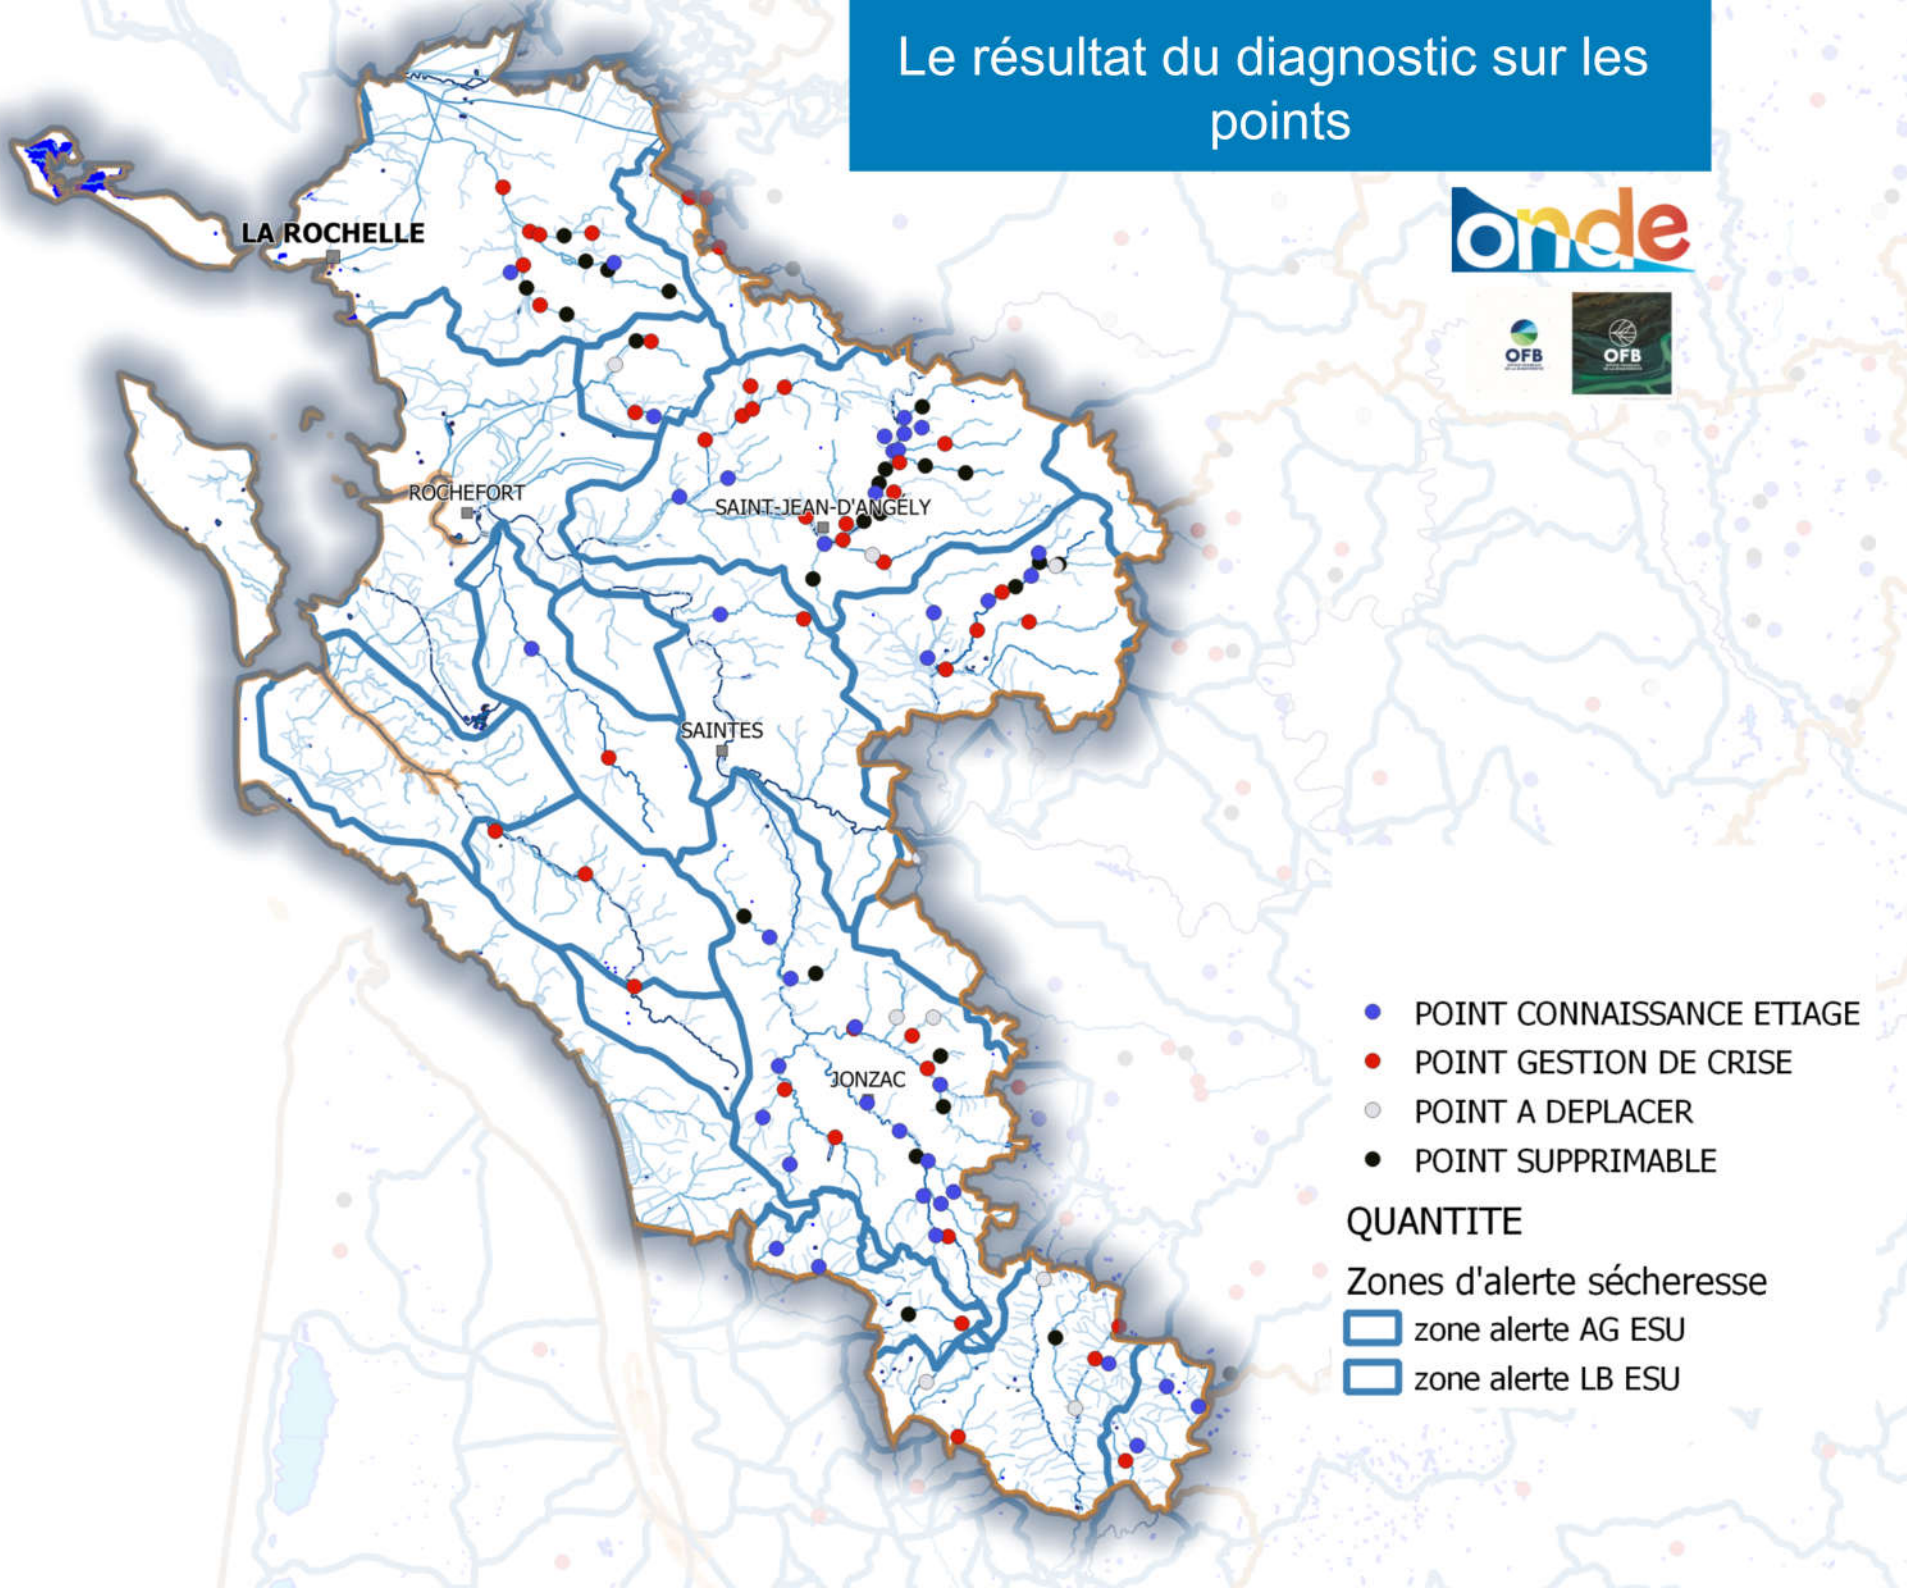 Le résultat du diagnostic sur les
points
onde
OFB
OFB
LA ROCHELLE
ROCHEFORT
SAINT-JEAN-D'ANGÉLY
SAINTES
JONZAC
POINT CONNAISSANCE ETIAGE
POINT GESTION DE CRISE
POINT A DEPLACER
POINT SUPPRIMABLE
QUANTITE
Zones d'alerte sécheresse
zone alerte AG ESU
zone alerte LB ESU